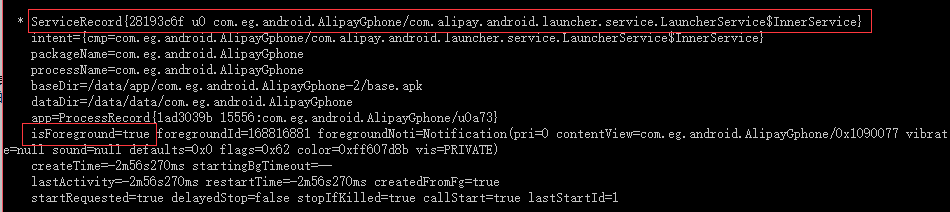 * ServiceRecord{28193c6f u0 com.eg.android.AlipayGphone/com.alipay.android.launcher.service.LauncherService$InnerService}
intent={cmp=com.eg.android.AlipayGphone/com.alipay.android.launcher.service.LauncherService$InnerService}
packageName=com.eg.android.AlipayGphone
processName=com.eg.android.AlipayGphone
baseDir=/data/app/com.eg.android.AlipayGphone-2/base.apk
dataDir=/data/data/com.eg.android.AlipayGphone
app=ProcessRecord{1ad3039b 15556:com.eg.android.AlipayGphone/u0a73}
isForeground=true foregroundId=168816881 foregroundNoti=Notification(pri=0 contentView=com.eg.android.AlipayGphone/0x1090077 vibrat
e=null sound=null defaults=0x0 flags=0x62 color=0xff607d8b vis=PRIVATE)
createTime=-2m56s270ms startingBgTimeout=--
lastActivity=-2m56s270ms restartTime=-2m56s270ms createdFromFg=true
startRequested=true delayedStop=false stopIfKilled=true callStart=true lastStartId=1